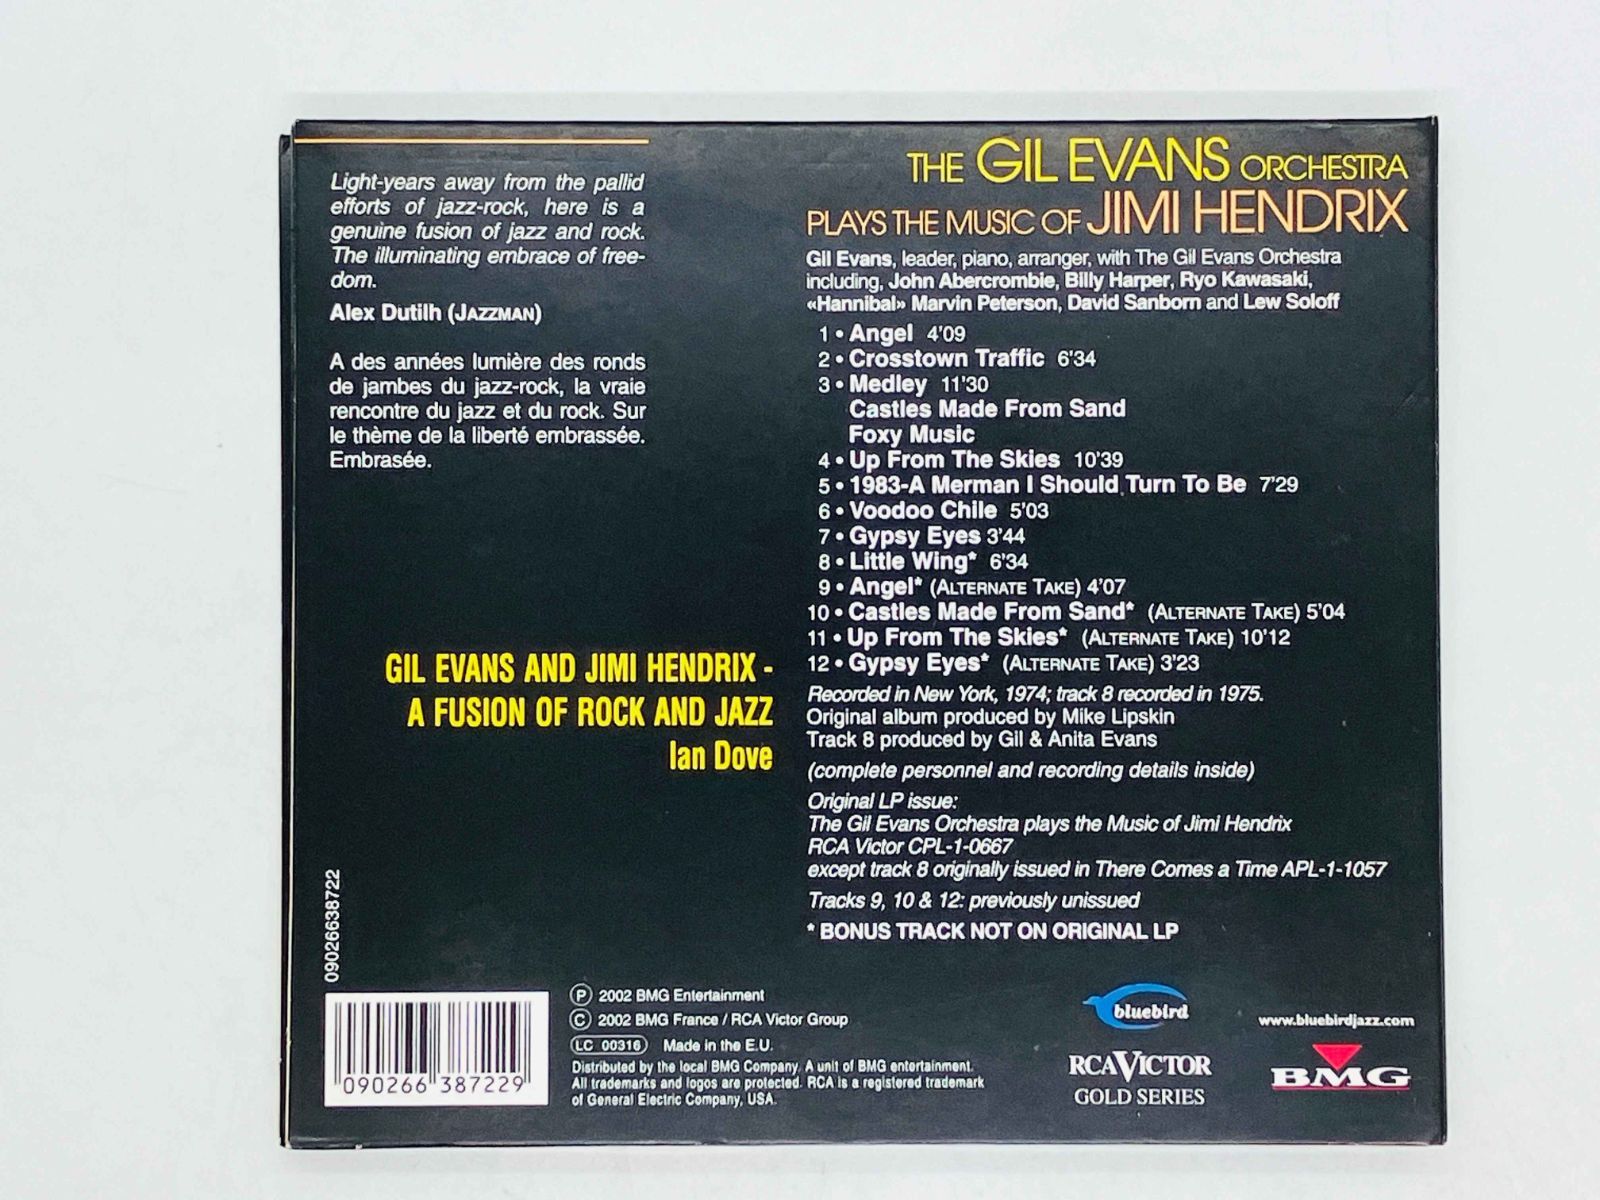 Light-years away from the pallid
efforts of jazz-rock, here is a
genuine fusion of jazz and rock.
The illuminating embrace of free-
dom.
Alex Dutilh (JAZZMAN)
A des années lumière des ronds
de jambes du jazz-rock, la vraie
rencontre du jazz et du rock. Sur
le thème de la liberté embrassée.
Embrasée.
GIL EVANS AND JIMI HENDRIX -
A FUSION OF ROCK AND JAZZ
Ian Dove
THE GIL EVANS ORCHESTRA
PLAYS THE MUSIC OF JIMI HENDRIX
Gil Evans, leader, piano, arranger, with The Gil Evans Orchestra
including, John Abercrombie, Billy Harper, Ryo Kawasaki,
«Hannibal» Marvin Peterson, David Sanborn and Lew Soloff
1 • Angel 4'09
2 • Crosstown Traffic 6'34
3 • Medley 11'30
Castles Made From Sand
Foxy Music
4 • Up From The Skies 10'39
5 • 1983-A Merman I Should Turn To Be 7'29
6 • Voodoo Chile 5'03
7 • Gypsy Eyes 3'44
8 • Little Wing* 6'34
9 • Angel* (ALTERNATE TAKE) 4'07
10 • Castles Made From Sand* (ALTERNATE TAKE) 5'04
11 • Up From The Skies* (ALTERNATE TAKE) 10'12
12 • Gypsy Eyes* (ALTERNATE TAKE) 3'23
Recorded in New York, 1974; track 8 recorded in 1975.
Original album produced by Mike Lipskin
Track 8 produced by Gil & Anita Evans
(complete personnel and recording details inside)
Original LP issue:
The Gil Evans Orchestra plays the Music of Jimi Hendrix
RCA Victor CPL-1-0667
except track 8 originally issued in There Comes a Time APL-1-1057
Tracks 9, 10 & 12: previously unissued
* BONUS TRACK NOT ON ORIGINAL LP
09026638722
090266 387229
℗ 2002 BMG Entertainment
© 2002 BMG France / RCA Victor Group
LC 00316 Made in the E.U.
Distributed by the local BMG Company. A unit of BMG entertainment.
All trademarks and logos are protected. RCA is a registered trademark
of General Electric Company, USA.
bluebird
www.bluebirdjazz.com
RCA VICTOR
GOLD SERIES
BMG